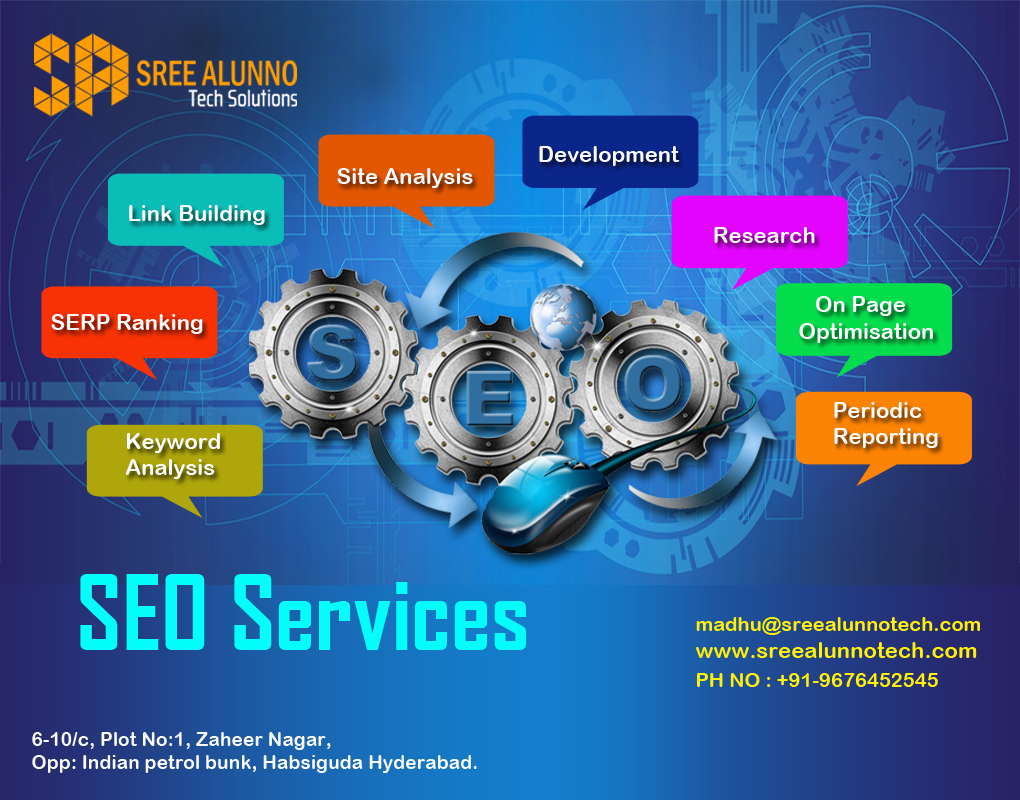 SREE ALUNNO
Tech Solutions
Development
Site Analysis
Link Building
Research
SERP Ranking
On Page
Optimisation
Keyword
Analysis
Periodic
Reporting
S
E
O
SEO Services
madhu@sreealunnotech.com
www.sreealunnotech.com
PH NO : +91-9676452545
6-10/c, Plot No:1, Zaheer Nagar,
Opp: Indian petrol bunk, Habsiguda Hyderabad.